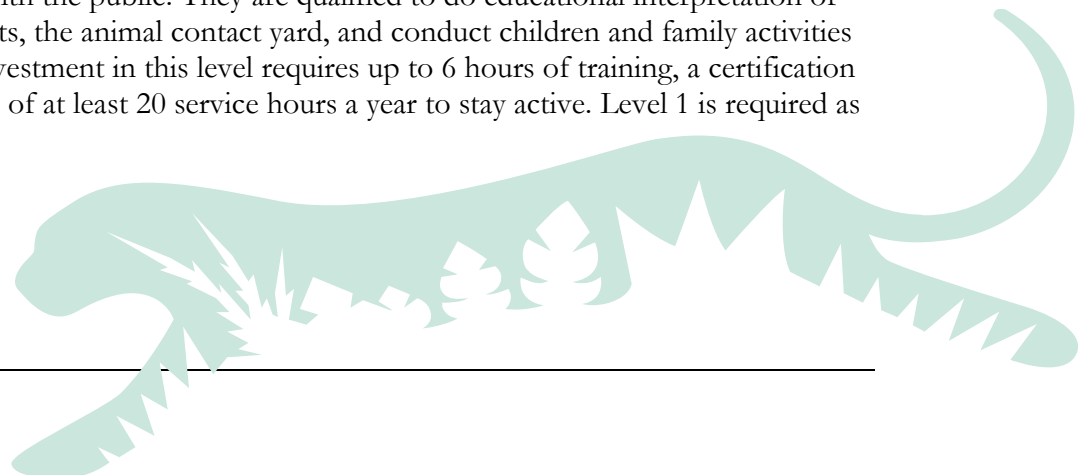 with the public. They are qualified to do educational interpretation of
ts, the animal contact yard, and conduct children and family activities
vestment in this level requires up to 6 hours of training, a certification
of at least 20 service hours a year to stay active. Level 1 is required as